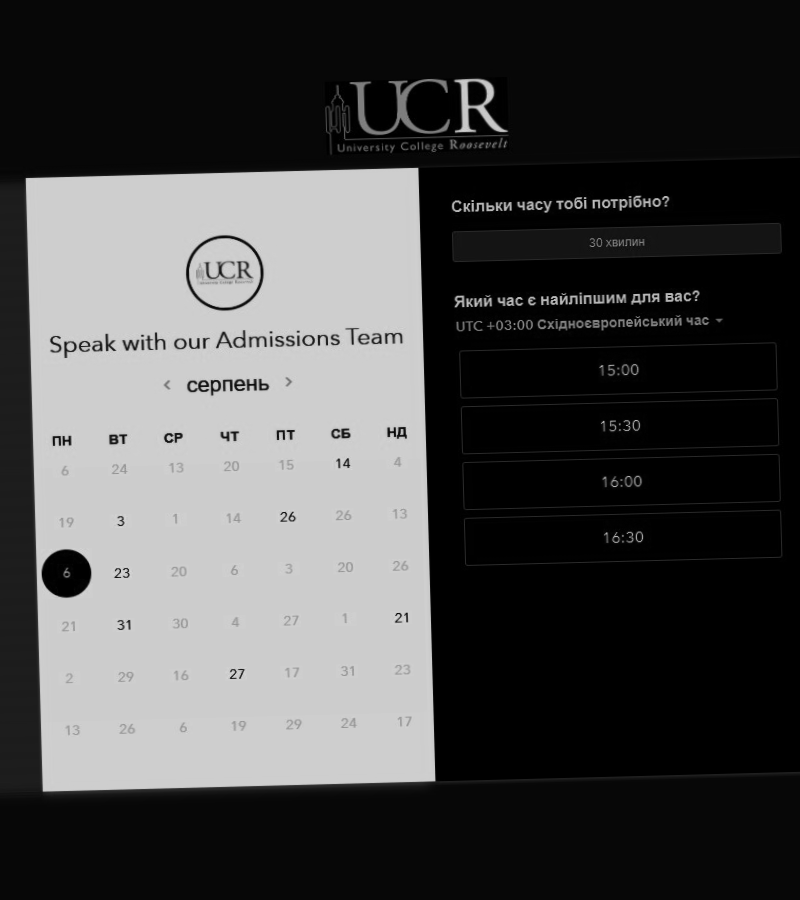 UCR
University College Roosevelt
UCR
University College Roosevelt
Speak with our Admissions Team
серпень
ПН ВТ СР ЧТ ПТ СБ НД
6 24 13 20 15 14 4
19 3 1 14 26 26 13
6 23 20 6 3 20 26
21 31 30 4 27 1 21
2 29 16 27 17 31 23
13 26 6 19 29 24 17
Скільки часу тобі потрібно?
30 хвилин
Який час є найліпшим для вас?
UTC +03:00 Східноєвропейський час
15:00
15:30
16:00
16:30